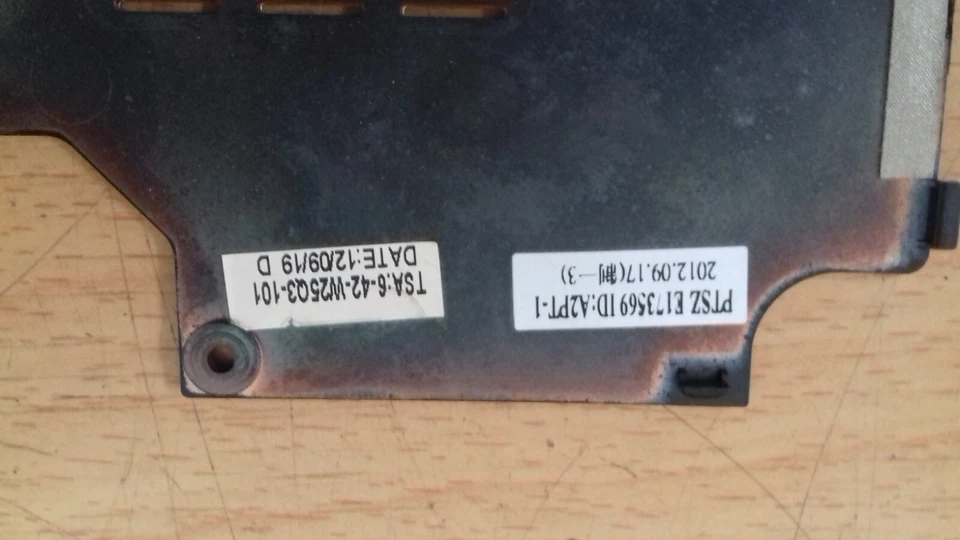 TSA:6-42-W25Q3-101
DATE:12/09/19 D
PTSZ E173569 ID:A2PT-1
2012.09.17(制一3)